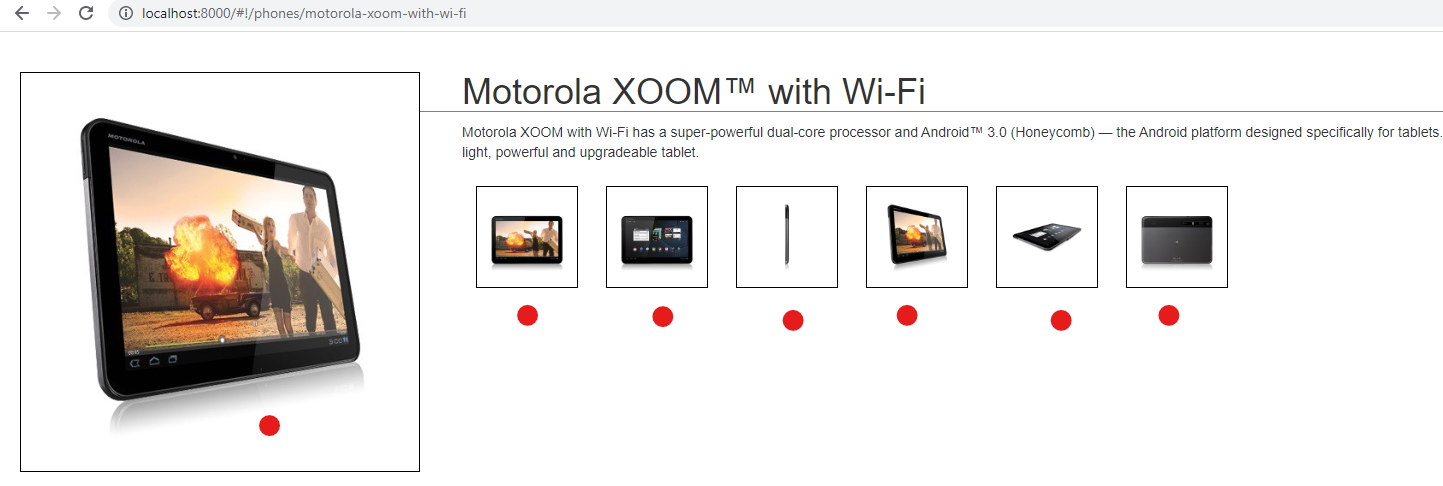 localhost:8000/#!/phones/motorola-xoom-with-wi-fi
Motorola XOOM™ with Wi-Fi
Motorola XOOM with Wi-Fi has a super-powerful dual-core processor and Android™ 3.0 (Honeycomb) — the Android platform designed specifically for tablets.
light, powerful and upgradeable tablet.
MOTOROLA